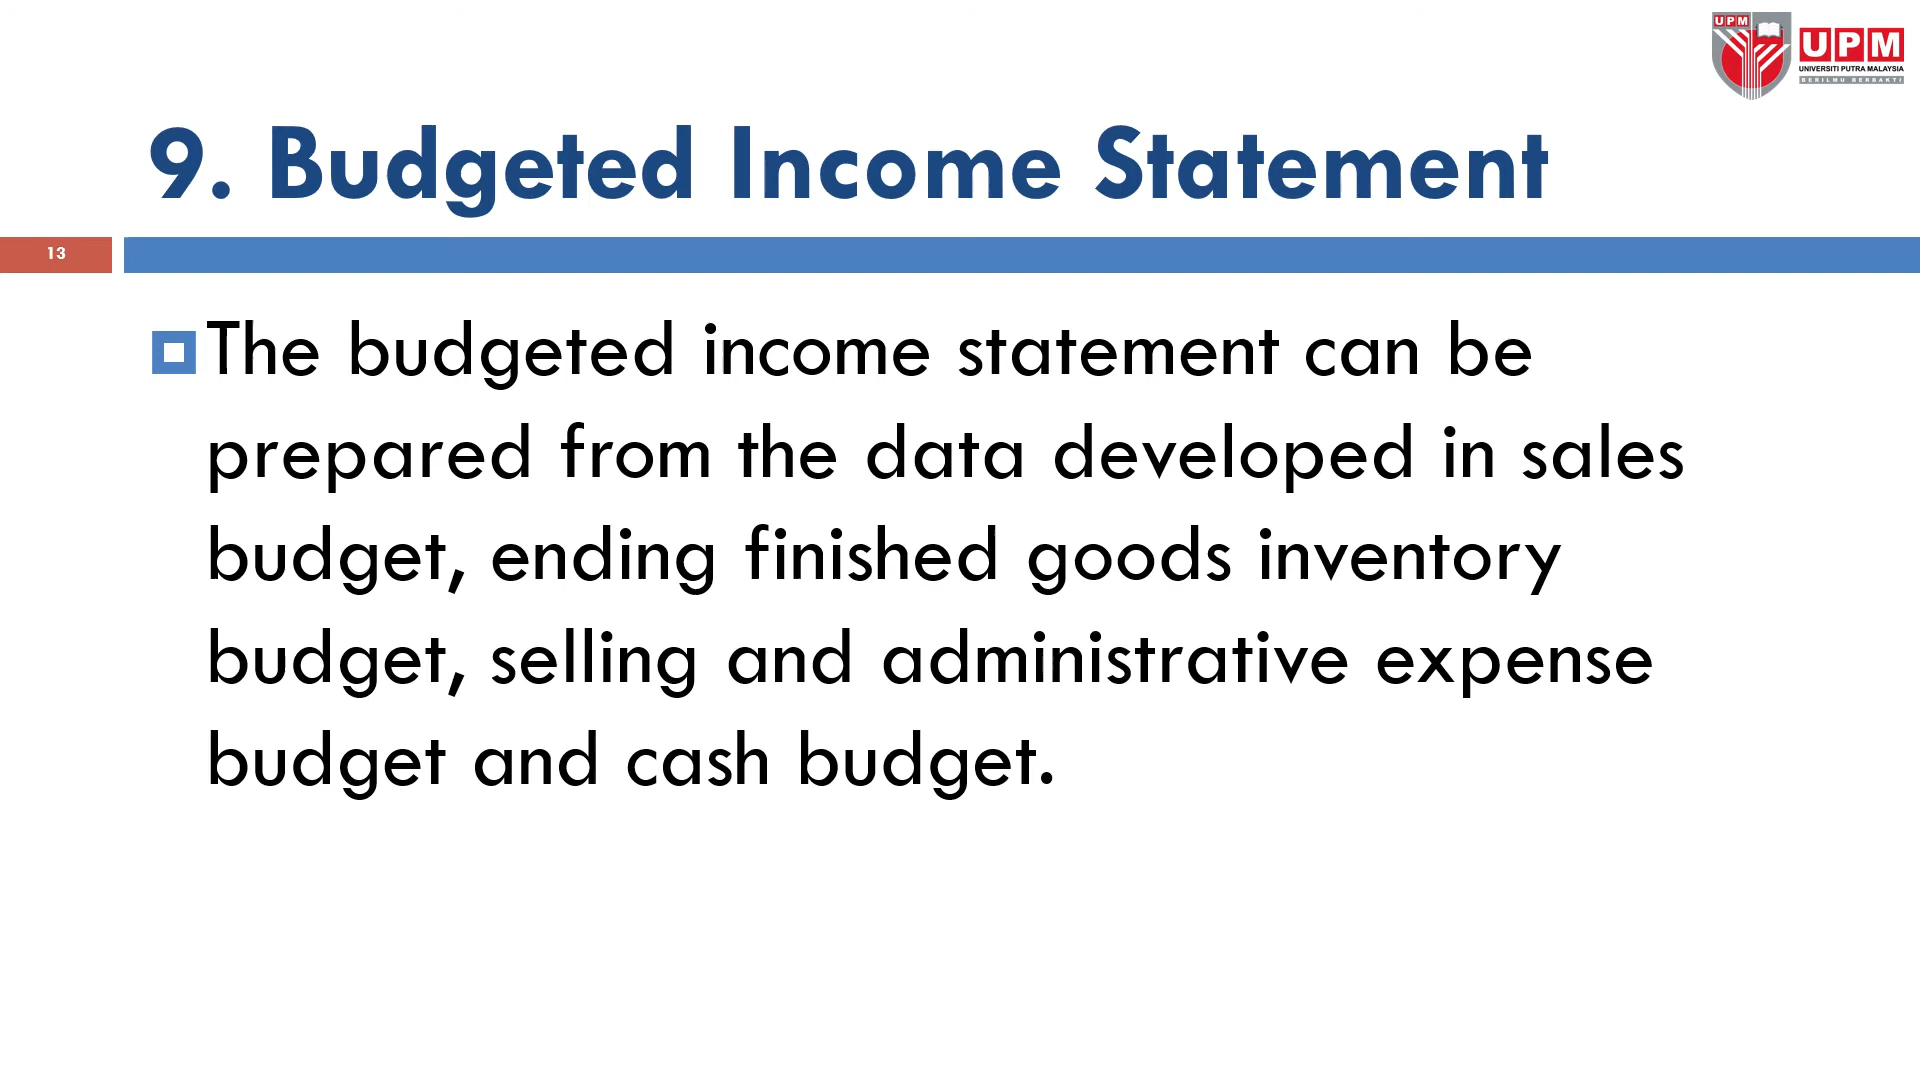 UPM
UPM
UNIVERSITI PUTRA MALAYSIA
BERILMU BERBAKTI
9. Budgeted Income Statement
13
The budgeted income statement can be
prepared from the data developed in sales
budget, ending finished goods inventory
budget, selling and administrative expense
budget and cash budget.